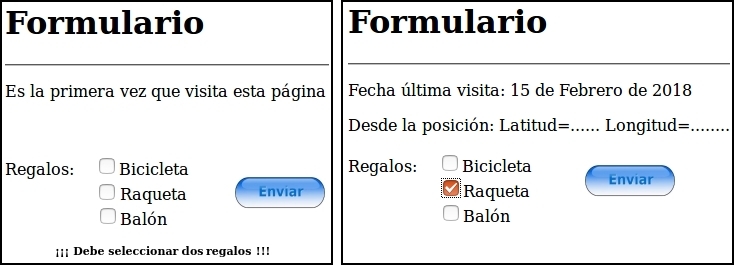 Formulario
Es la primera vez que visita esta página
Regalos:
Bicicleta
Raqueta
Balón
Enviar
¡¡¡ Debe seleccionar dos regalos !!!
Formulario
Fecha última visita: 15 de Febrero de 2018
Desde la posición: Latitud=...... Longitud=........
Regalos:
Bicicleta
Raqueta
Balón
Enviar